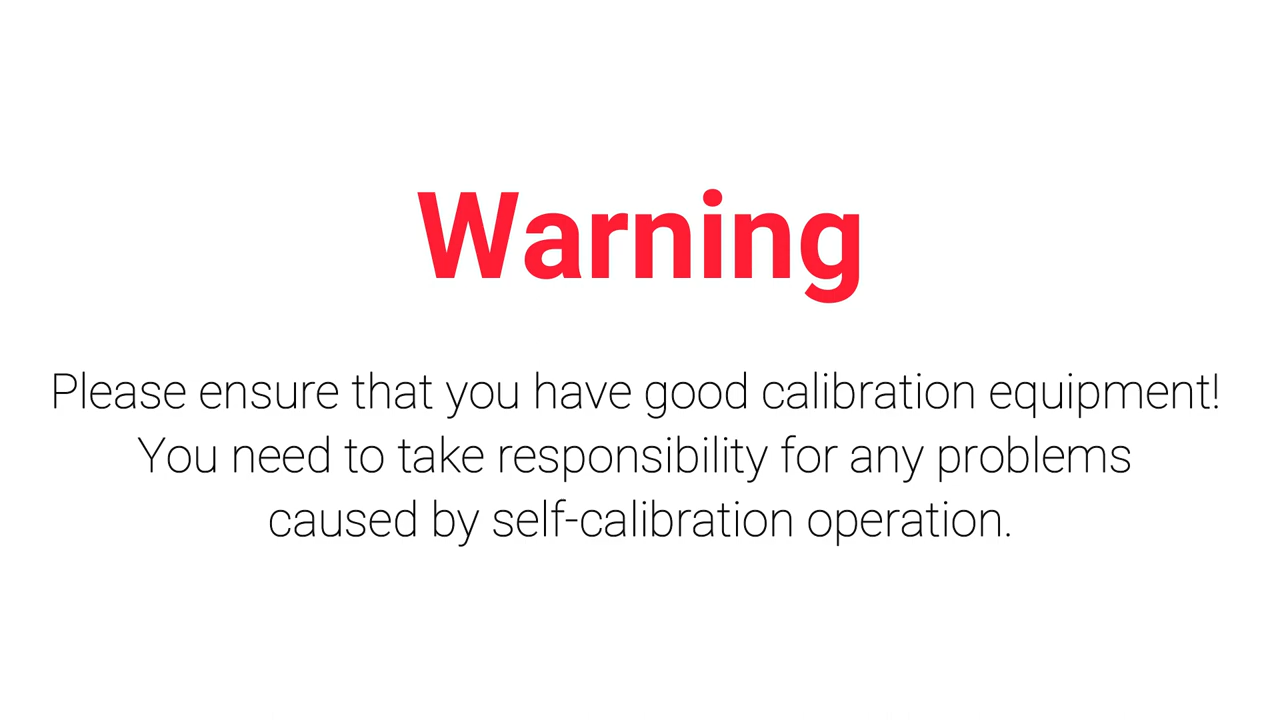 Warning
Please ensure that you have good calibration equipment!
You need to take responsibility for any problems
caused by self-calibration operation.